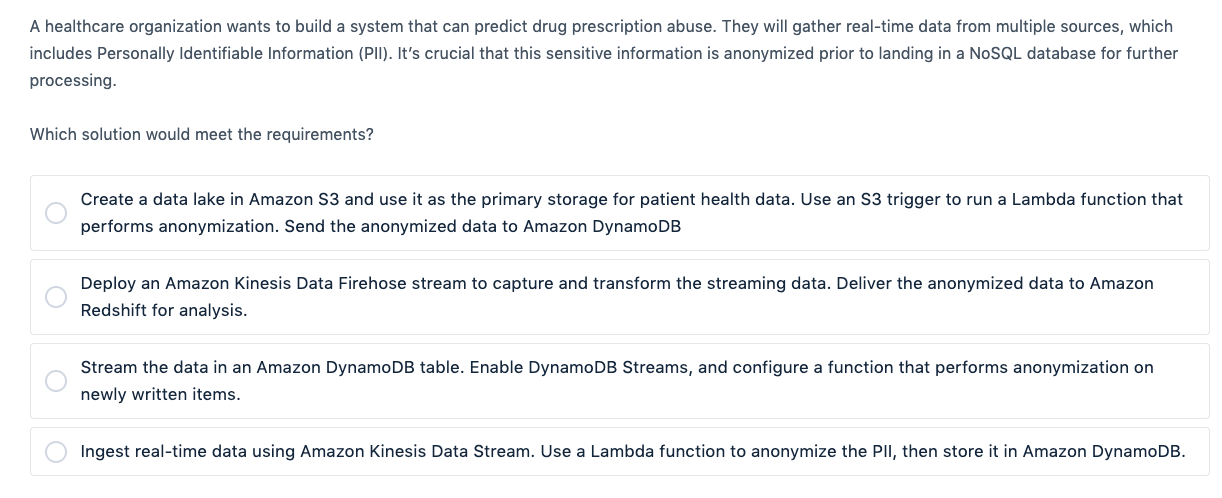 A healthcare organization wants to build a system that can predict drug prescription abuse. They will gather real-time data from multiple sources, which
includes Personally Identifiable Information (PII). It’s crucial that this sensitive information is anonymized prior to landing in a NoSQL database for further
processing.
Which solution would meet the requirements?
Create a data lake in Amazon S3 and use it as the primary storage for patient health data. Use an S3 trigger to run a Lambda function that
performs anonymization. Send the anonymized data to Amazon DynamoDB
Deploy an Amazon Kinesis Data Firehose stream to capture and transform the streaming data. Deliver the anonymized data to Amazon
Redshift for analysis.
Stream the data in an Amazon DynamoDB table. Enable DynamoDB Streams, and configure a function that performs anonymization on
newly written items.
Ingest real-time data using Amazon Kinesis Data Stream. Use a Lambda function to anonymize the PII, then store it in Amazon DynamoDB.